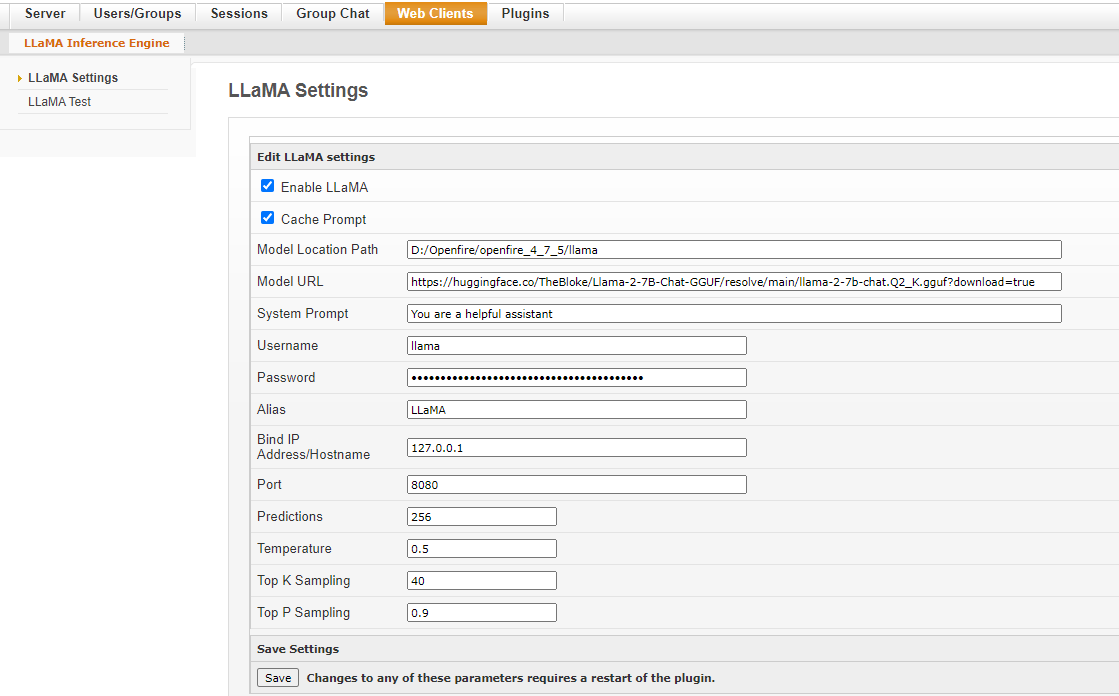 Server Users/Groups Sessions Group Chat Web Clients Plugins
LLaMA Inference Engine
LLaMA Settings
LLaMA Test
LLaMA Settings
Edit LLaMA settings
Enable LLaMA
Cache Prompt
Model Location Path D:/Openfire/openfire_4_7_5/llama
Model URL https://huggingface.co/TheBloke/Llama-2-7B-Chat-GGUF/resolve/main/llama-2-7b-chat.Q2_K.gguf?download=true
System Prompt You are a helpful assistant
Username llama
Password ••••••••••••••••••••••••••••••••••••••••
Alias LLaMA
Bind IP
Address/Hostname 127.0.0.1
Port 8080
Predictions 256
Temperature 0.5
Top K Sampling 40
Top P Sampling 0.9
Save Settings
Save Changes to any of these parameters requires a restart of the plugin.